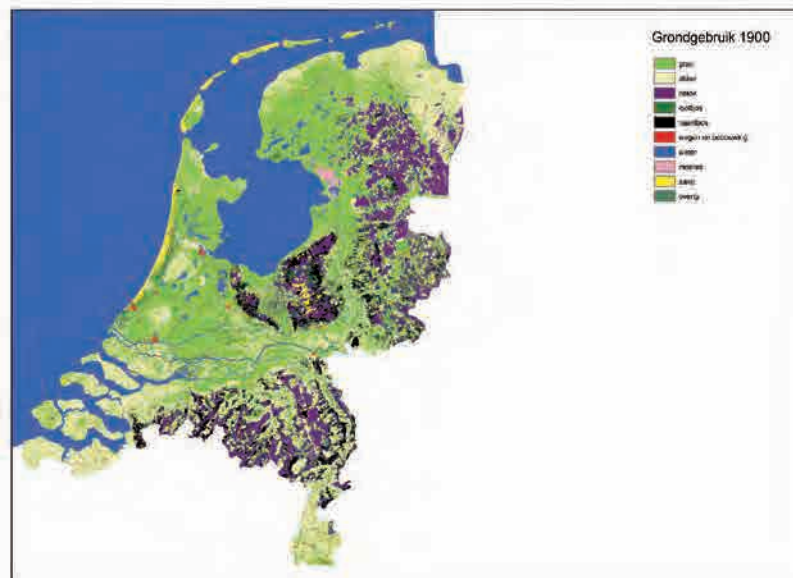 Grondgebruik 1900
gras
akker
heide
loofbos
naaldbos
wegen en bebouwing
water
moeras
zand
overig